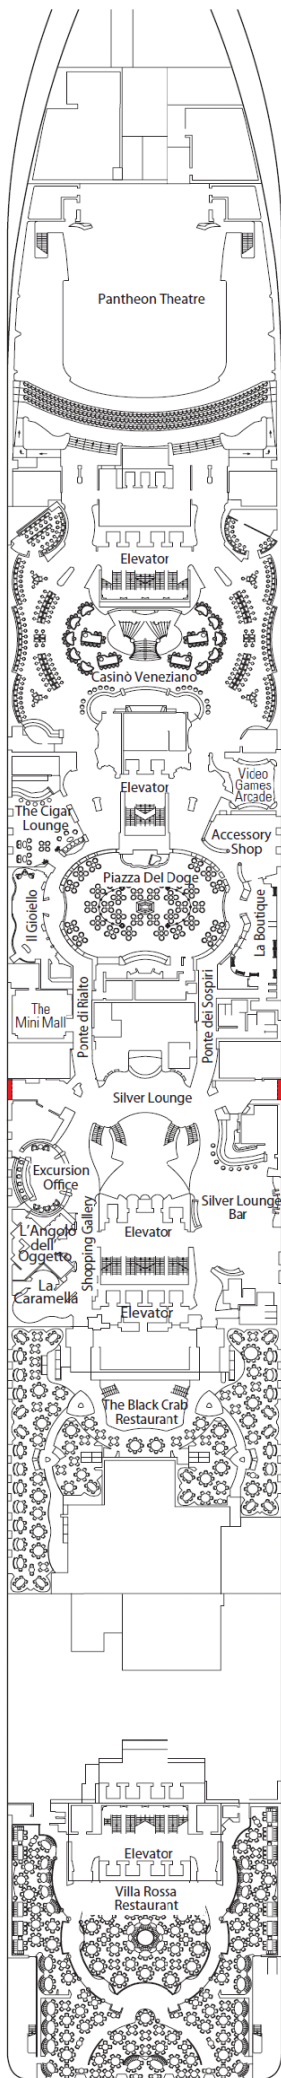 Pantheon Theatre
Elevator
Casinò Veneziano
Elevator
Video
Games
Arcade
The Cigar
Lounge
Accessory
Shop
Piazza Del Doge
Il Gioiello
La Boutique
The
Mini Mall
Ponte di Rialto
Ponte dei Sospiri
Silver Lounge
Excursion
Office
Silver Lounge
Bar
L'Angolo
dell'
Oggetto
Shopping Gallery
Elevator
La
Caramella
Elevator
The Black Crab
Restaurant
Elevator
Villa Rossa
Restaurant